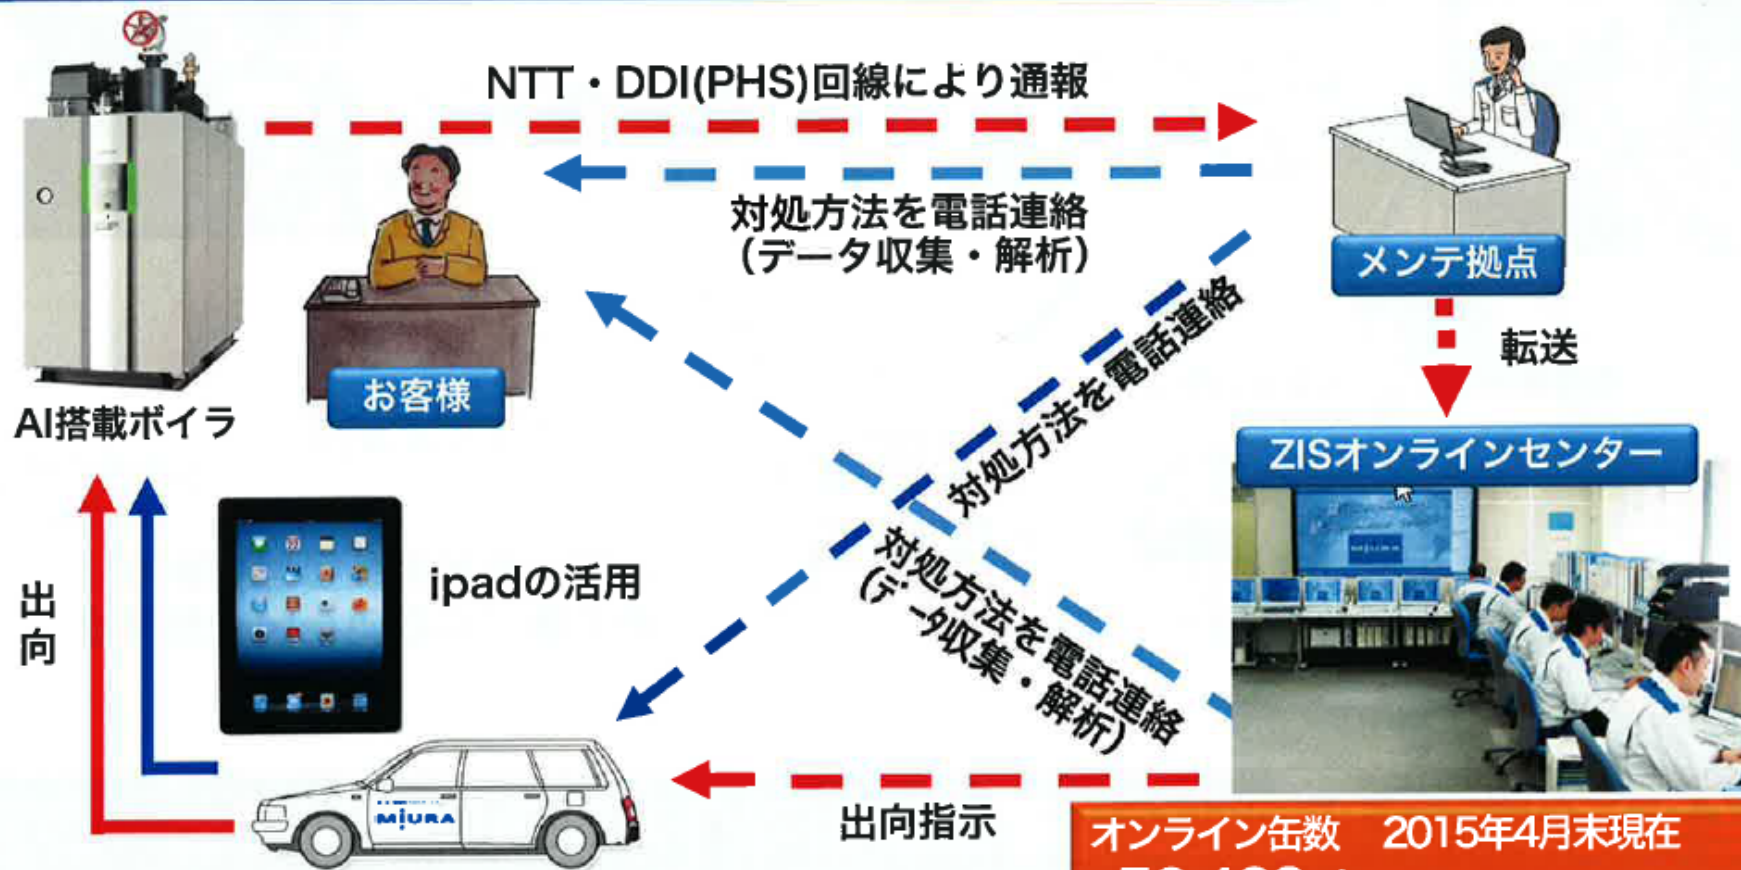 NTT・DDI(PHS)回線により通報
対処方法を電話連絡
(データ収集・解析)
メンテ拠点
対処方法を電話連絡
転送
お客様
AI搭載ボイラ
ZISオンラインセンター
MIURA
ipadの活用
対処方法を電話連絡
(データ収集・解析)
出向
MIURA
出向指示
オンライン缶数 2015年4月末現在